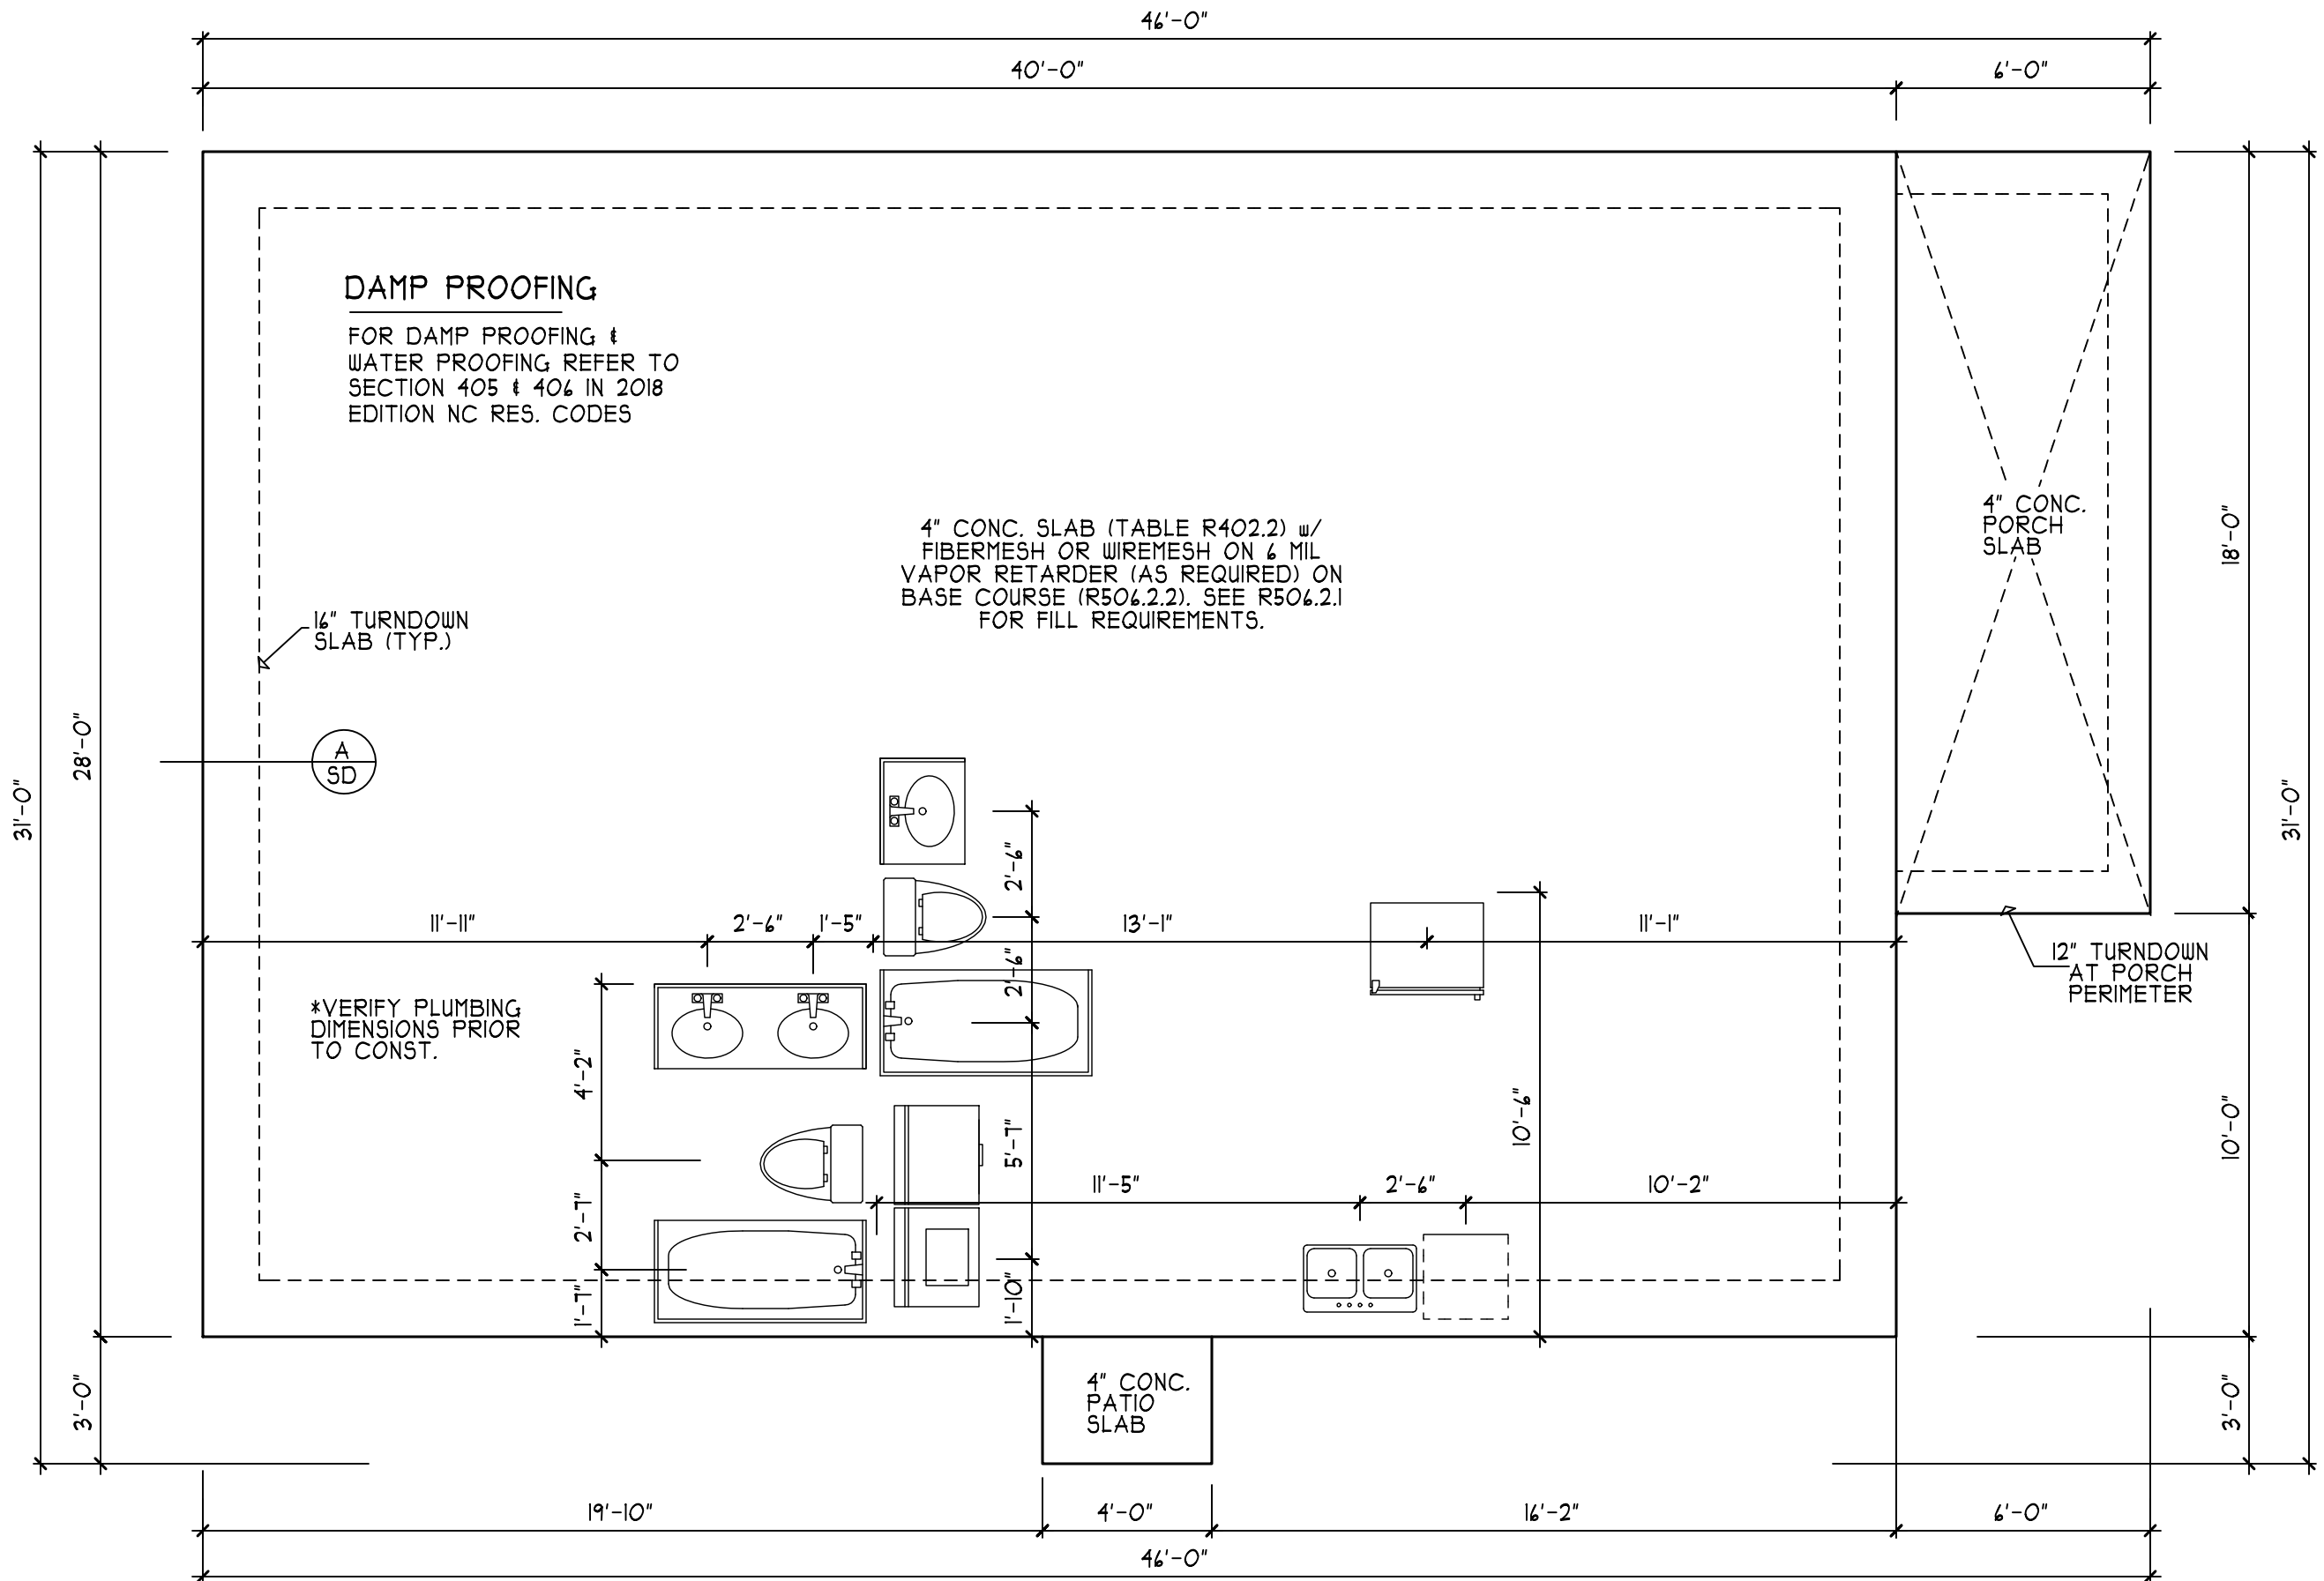 46'-0"
40'-0"
6'-0"
DAMP PROOFING
FOR DAMP PROOFING &
WATER PROOFING REFER TO
SECTION 405 & 406 IN 2018
EDITION NC RES. CODES
4" CONC. SLAB (TABLE R402.2) w/
FIBERMESH OR WIREMESH ON 6 MIL
VAPOR RETARDER (AS REQUIRED) ON
BASE COURSE (R506.2.2). SEE R506.2.1
FOR FILL REQUIREMENTS.
4" CONC.
PORCH
SLAB
18'-0"
16" TURNDOWN
SLAB (TYP.)
28'-0"
31'-0"
A
SD
31'-0"
2'-6"
11'-11"
2'-6"
1'-5"
13'-1"
11'-1"
2'-6"
12" TURNDOWN
AT PORCH
PERIMETER
*VERIFY PLUMBING
DIMENSIONS PRIOR
TO CONST.
4'-2"
5'-7"
10'-6"
10'-0"
11'-5"
2'-6"
10'-2"
2'-7"
1'-7"
1'-10"
3'-0"
4" CONC.
PATIO
SLAB
3'-0"
19'-10"
4'-0"
16'-2"
6'-0"
46'-0"